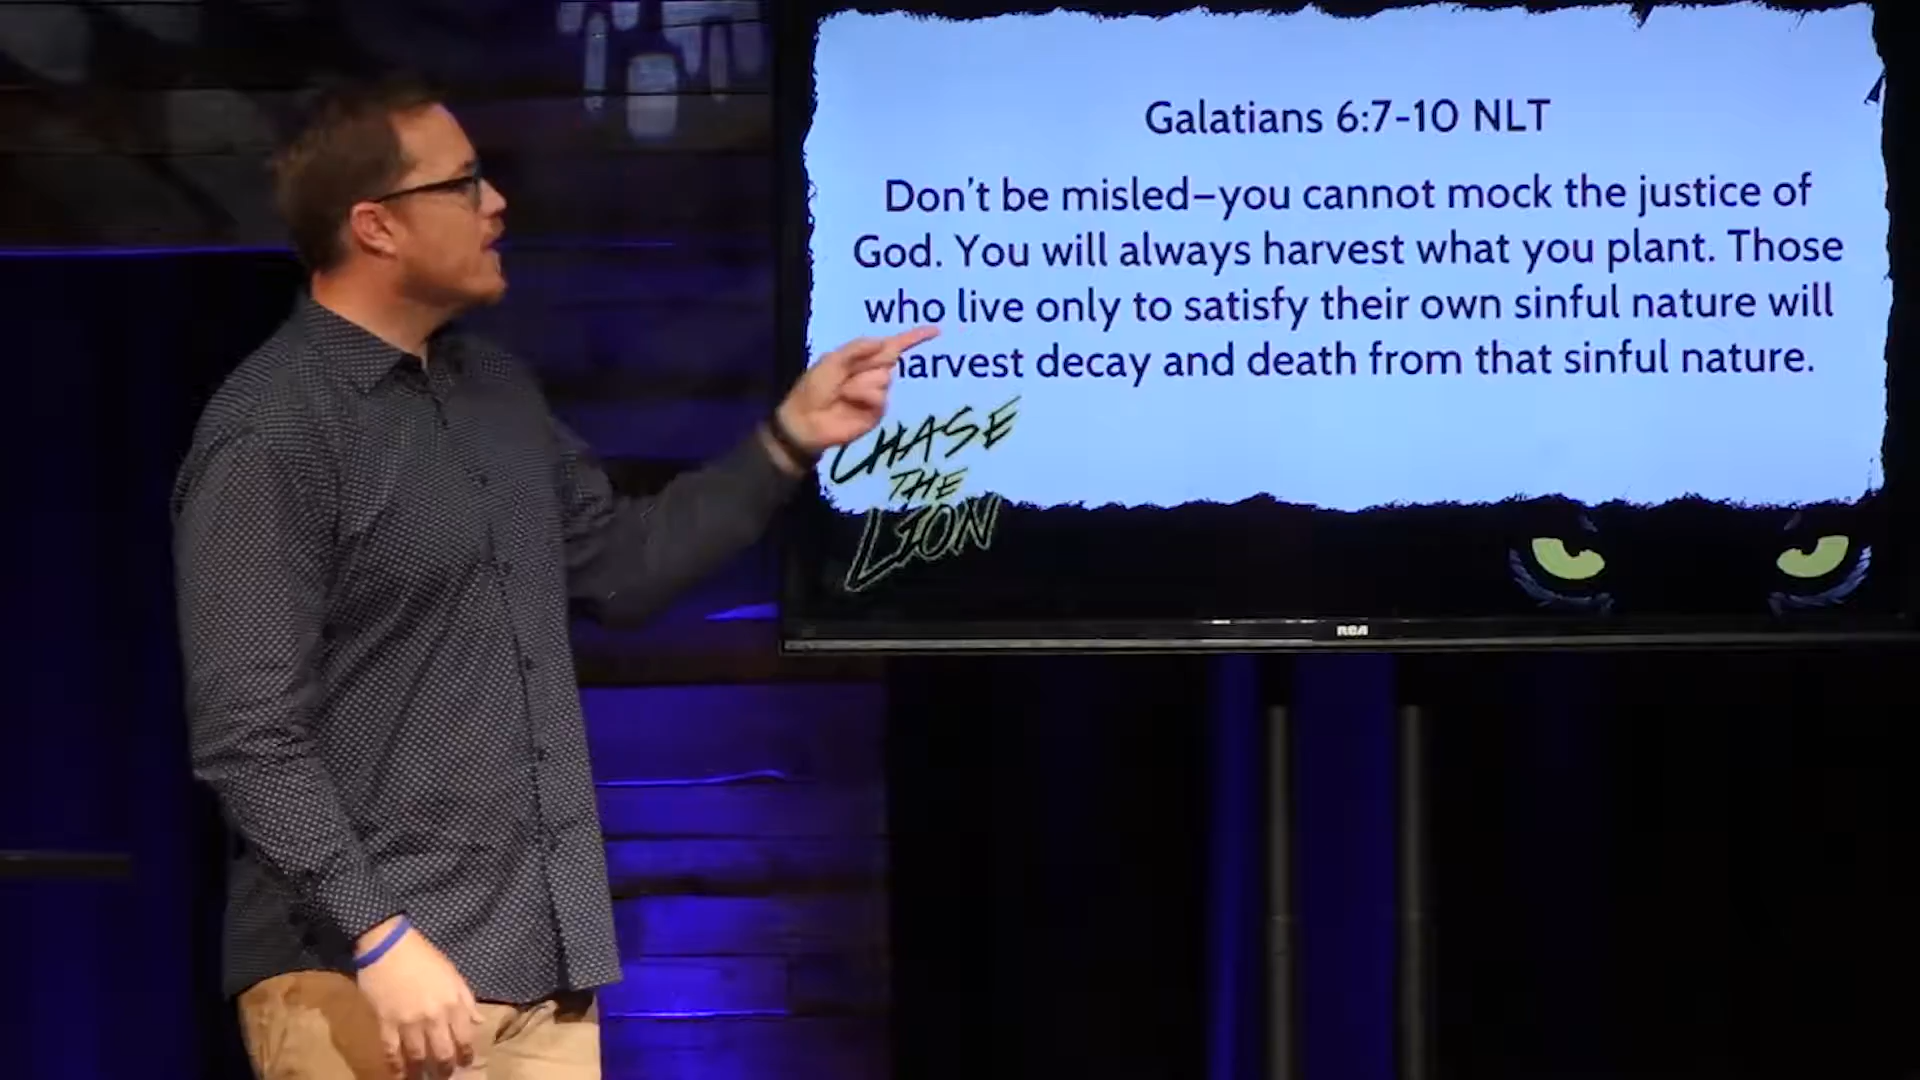 Galatians 6:7-10 NLT
Don't be misled–you cannot mock the justice of
God. You will always harvest what you plant. Those
who live only to satisfy their own sinful nature will
harvest decay and death from that sinful nature.
CHASE
THE
LION
RCA